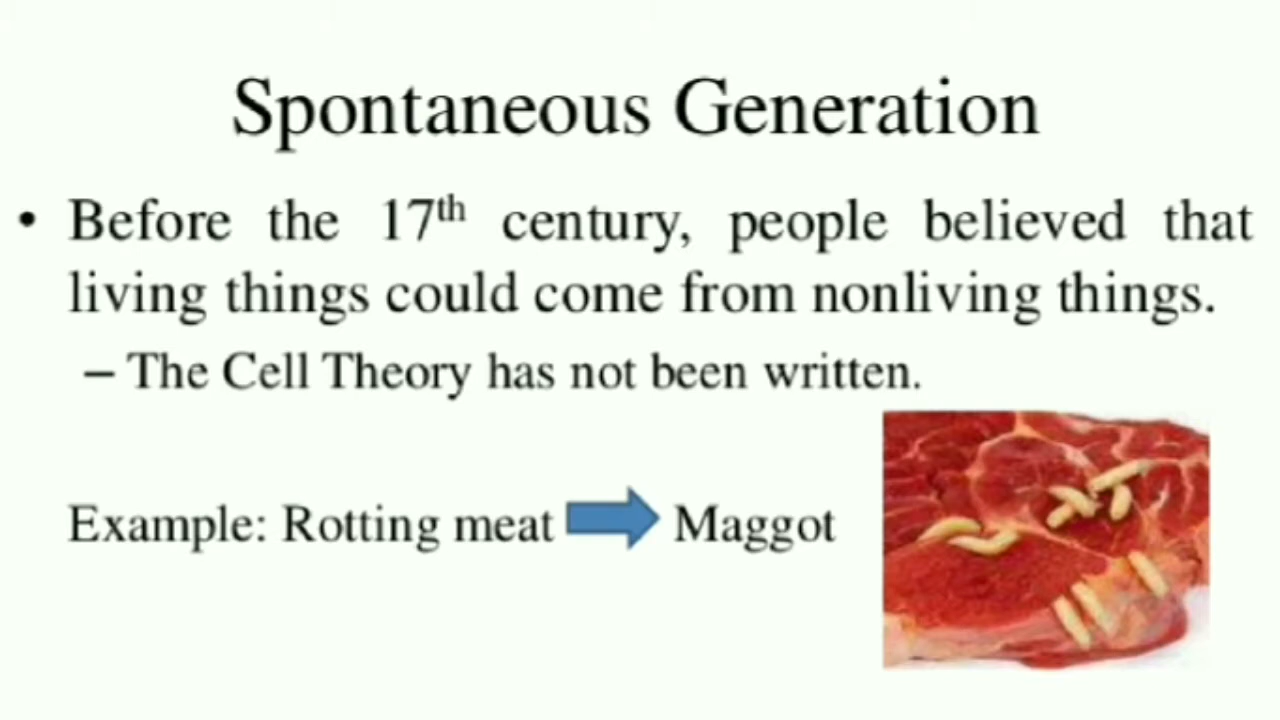 Spontaneous Generation
• Before the 17th century, people believed that
living things could come from nonliving things.
– The Cell Theory has not been written.
Example: Rotting meat Maggot